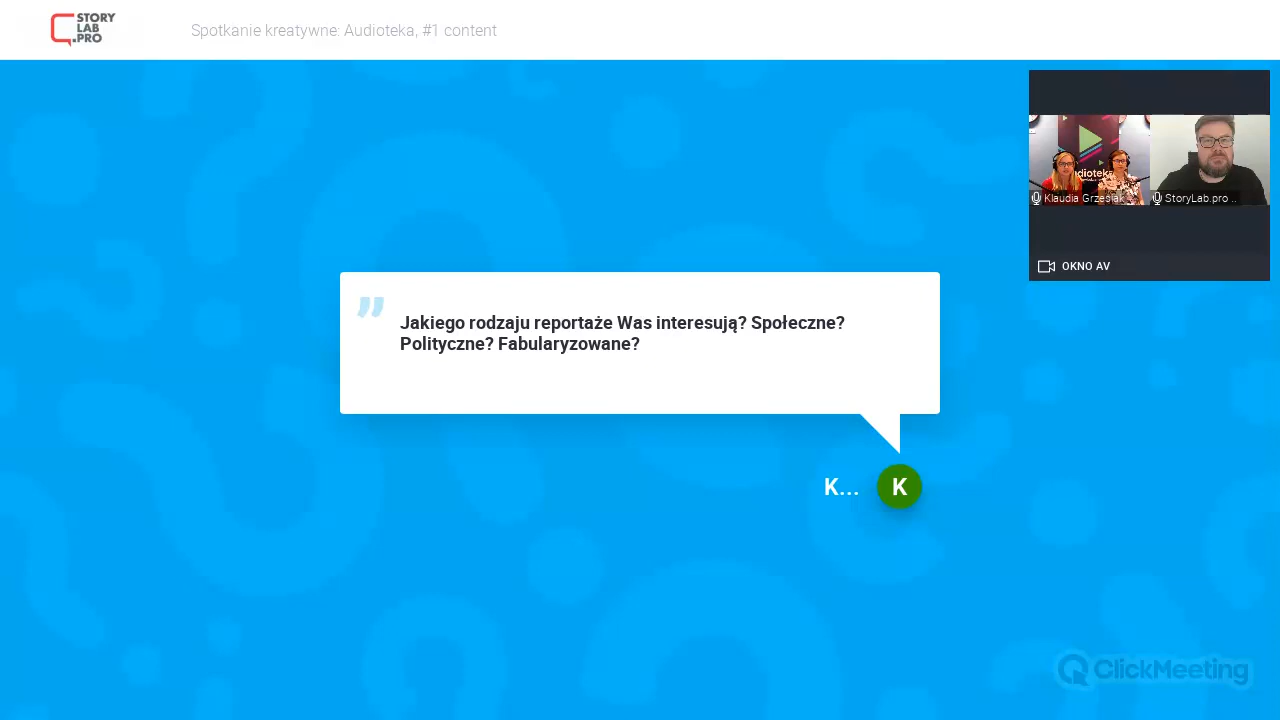 STORY
LAB
.PRO
Spotkanie kreatywne: Audioteka, #1 content
Klaudia Grzesiak
StoryLab.pro ..
OKNO AV
Jakiego rodzaju reportaże Was interesują? Społeczne?
Polityczne? Fabularyzowane?
K...
K
ClickMeeting